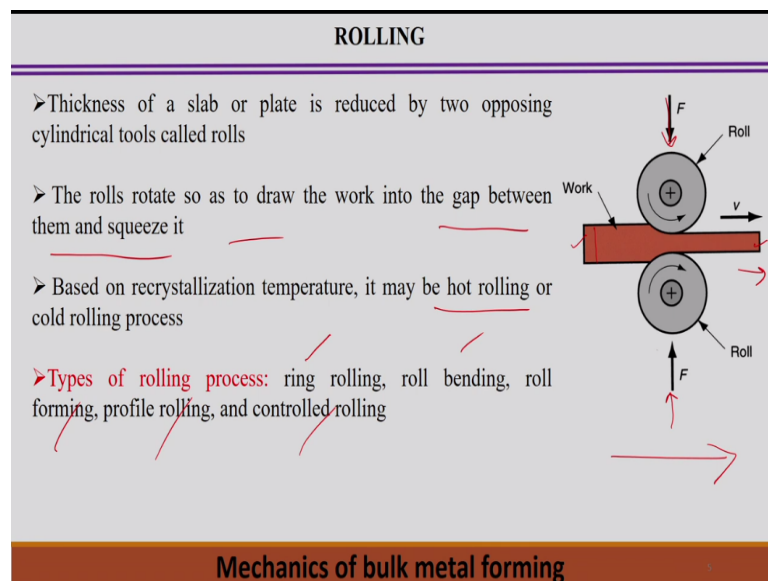 ROLLING
➢Thickness of a slab or plate is reduced by two opposing
cylindrical tools called rolls
➢ The rolls rotate so as to draw the work into the gap between
them and squeeze it
➢ Based on recrystallization temperature, it may be hot rolling or
cold rolling process
➢Types of rolling process: ring rolling, roll bending, roll
forming, profile rolling, and controlled rolling
F
Roll
Work
v
Roll
F
Mechanics of bulk metal forming
5